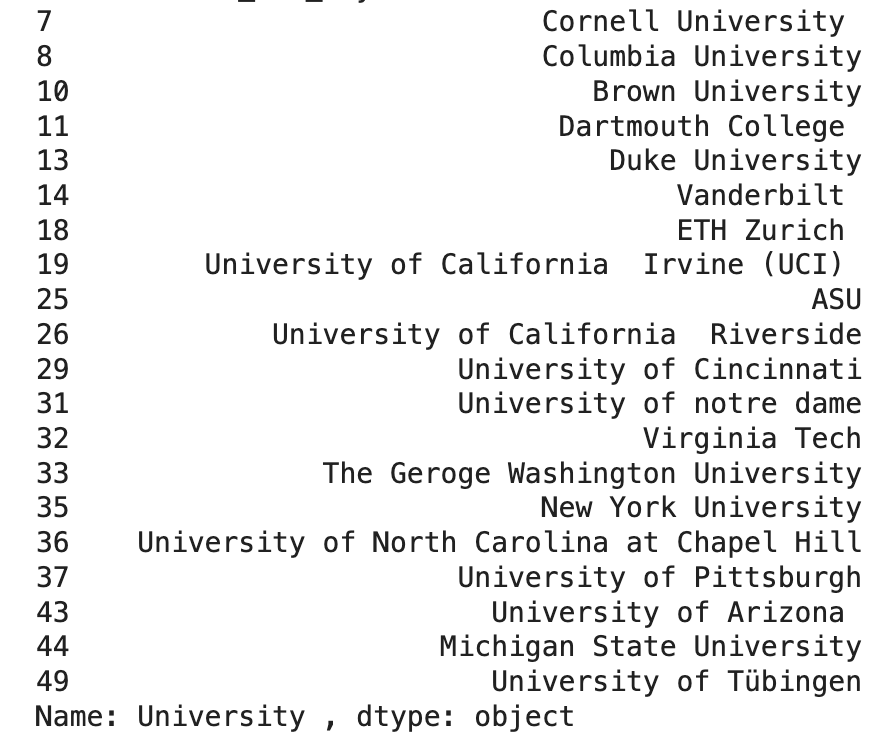 7 Cornell University
8 Columbia University
10 Brown University
11 Dartmouth College
13 Duke University
14 Vanderbilt
18 ETH Zurich
19 University of California  Irvine (UCI)
25 ASU
26 University of California  Riverside
29 University of Cincinnati
31 University of notre dame
32 Virginia Tech
33 The Geroge Washington University
35 New York University
36 University of North Carolina at Chapel Hill
37 University of Pittsburgh
43 University of Arizona
44 Michigan State University
49 University of Tübingen
Name: University , dtype: object